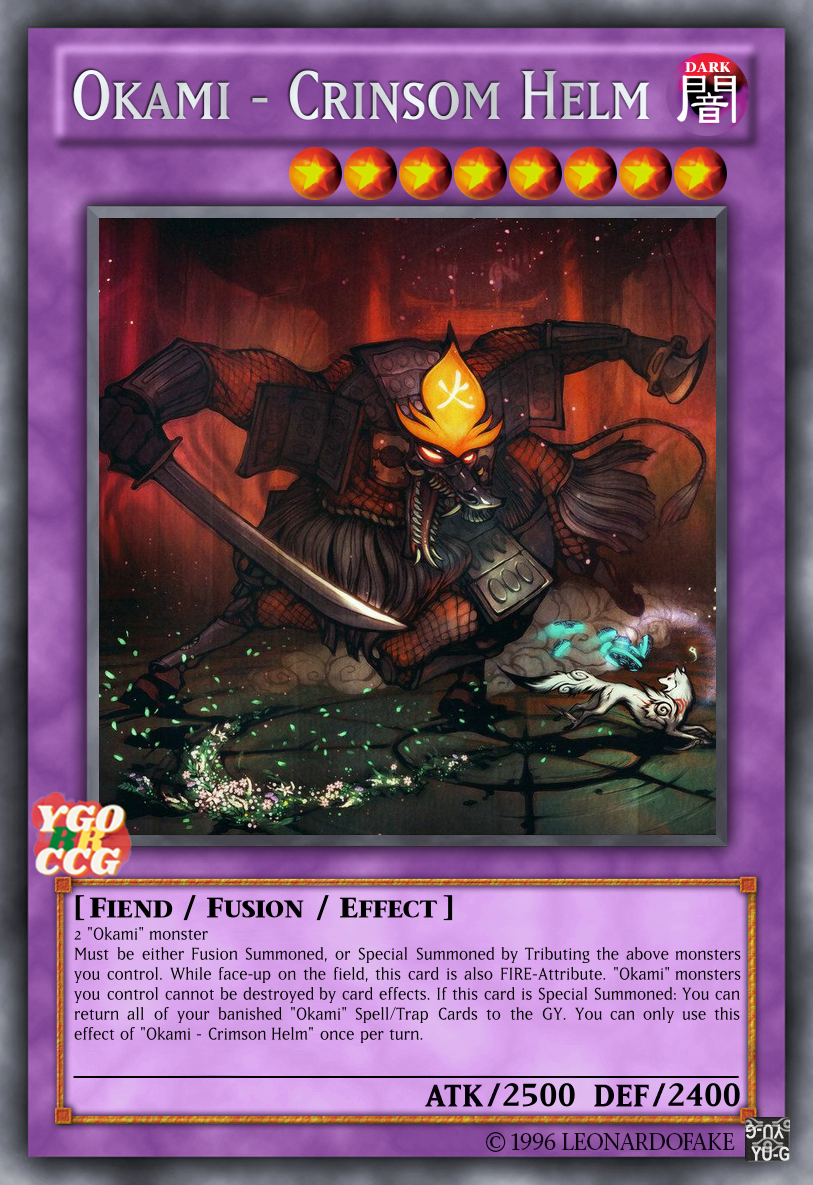 Okami - Crinsom Helm
DARK
闇
火
YGO
BR
CCG
[ Fiend / Fusion / Effect ]
2 "Okami" monster
Must be either Fusion Summoned, or Special Summoned by Tributing the above monsters
you control. While face-up on the field, this card is also FIRE-Attribute. "Okami" monsters
you control cannot be destroyed by card effects. If this card is Special Summoned: You can
return all of your banished "Okami" Spell/Trap Cards to the GY. You can only use this
effect of "Okami - Crimson Helm" once per turn.
ATK/2500 DEF/2400
© 1996 LEONARDOFAKE
YU-G